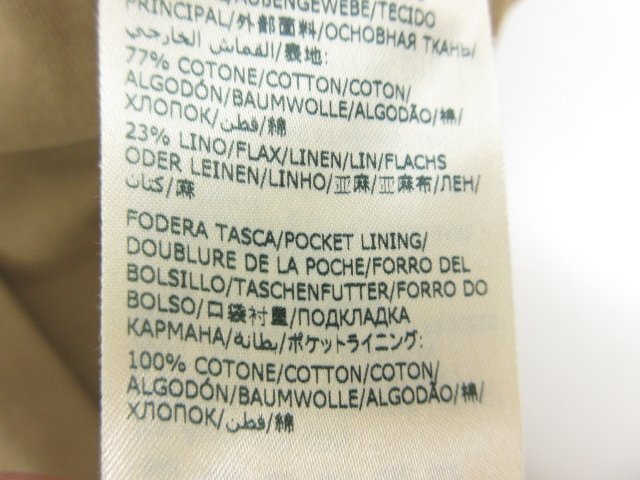 AUßENGEWEBE/TECIDO
PRINCIPAL/外部面料/ОСНОВНАЯ ТКАНЬ/
القماش الخارجي/表地:
77% COTONE/COTTON/COTON/
ALGODÓN/BAUMWOLLE/ALGODÃO/棉/
ХЛОПОК/قطن/綿
23% LINO/FLAX/LINEN/LIN/FLACHS
ODER LEINEN/LINHO/亚麻/亚麻布/ЛЕН/
كتان/麻
FODERA TASCA/POCKET LINING/
DOUBLURE DE LA POCHE/FORRO DEL
BOLSILLO/TASCHENFUTTER/FORRO DO
BOLSO/口袋衬里/ПОДКЛАДКА
КАРМАНА/بطانة/ポケットライニング:
100% COTONE/COTTON/COTON/
ALGODÓN/BAUMWOLLE/ALGODÃO/棉/
ХЛОПОК/قطن/綿